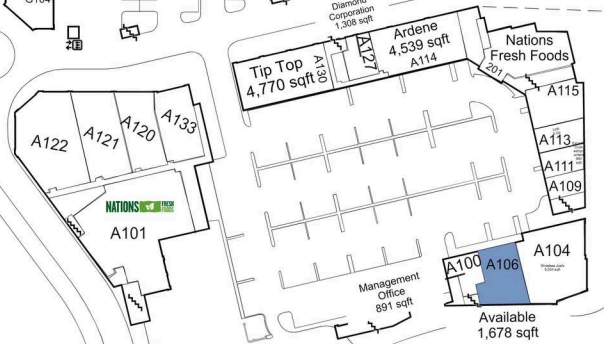 Diamond
Corporation
1,308 sqft
Ardene
4,539 sqft
A114
A127
A130
Tip Top
4,770 sqft
Nations
Fresh Foods
201
A115
A113
A111
A109
A122
A121
A120
A133
NATIONS FRESH FOODS
A101
A100
A106
A104
Management
Office
891 sqft
Available
1,678 sqft